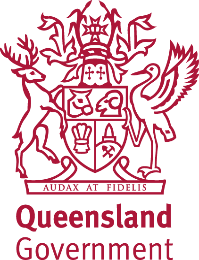 AUDAX AT FIDELIS
Queensland
Government